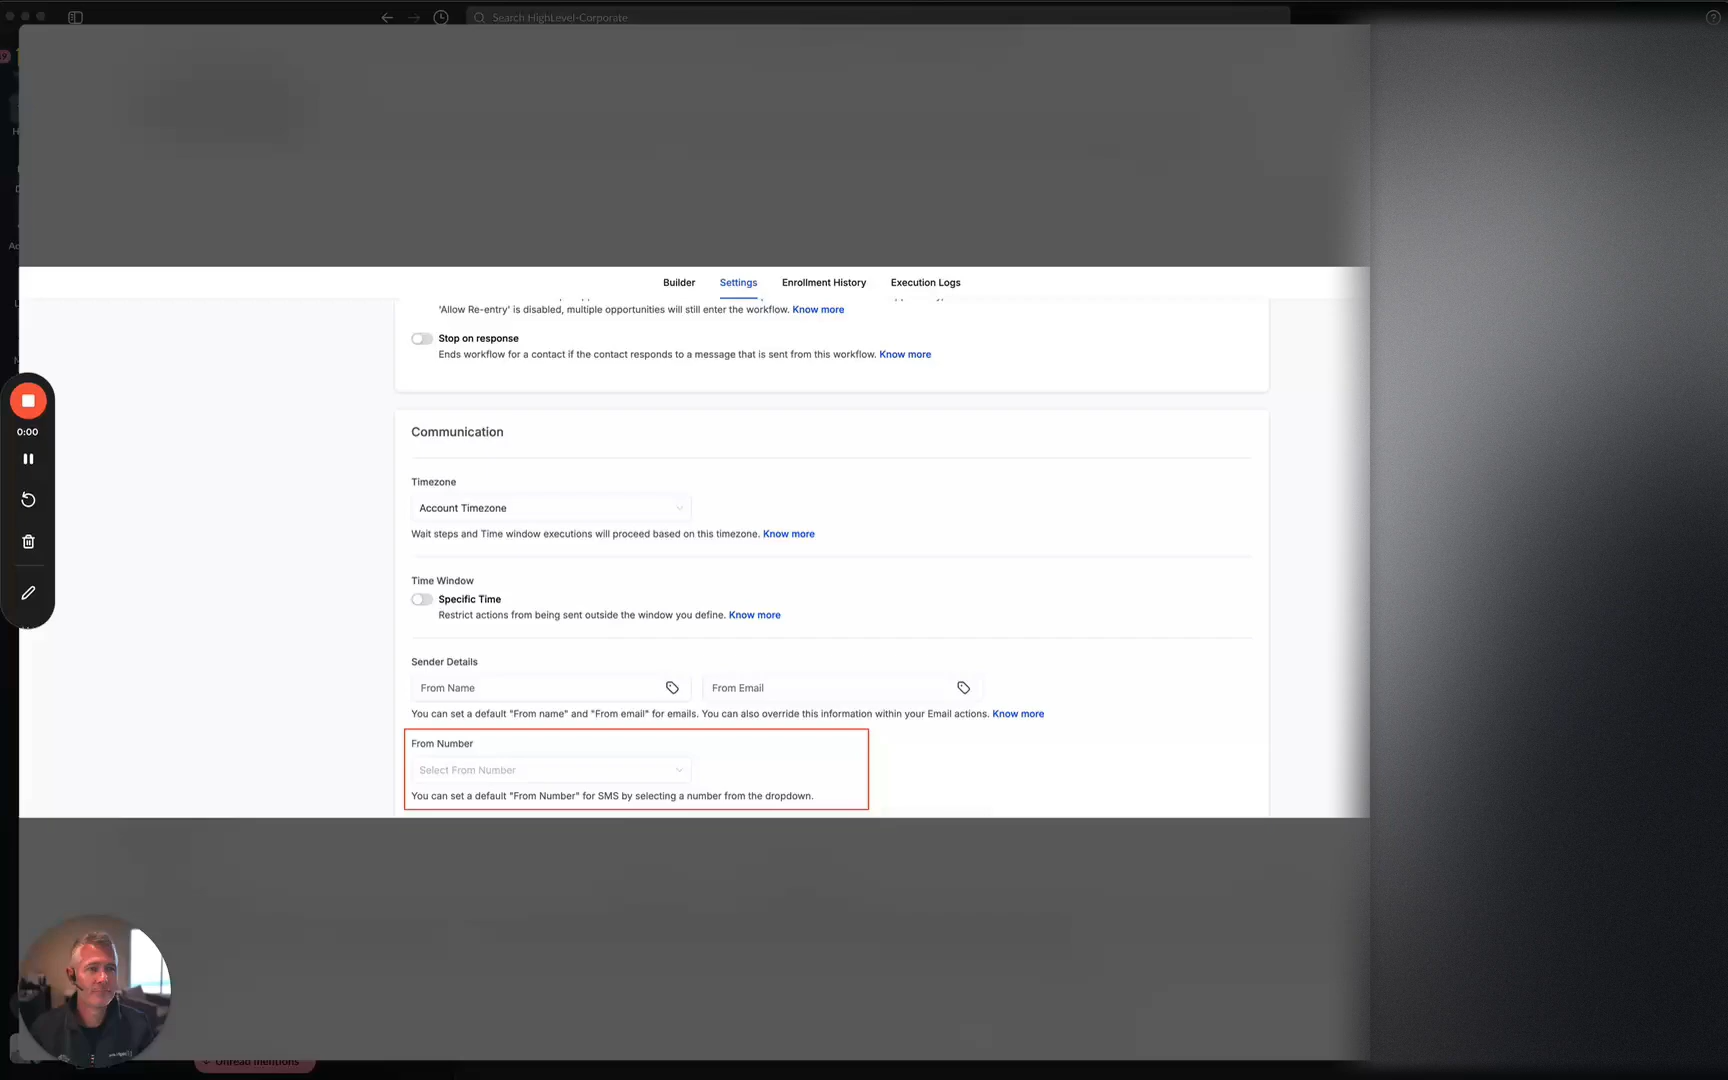 Search HighLevel-Corporate
Builder
Settings
Enrollment History
Execution Logs
'Allow Re-entry' is disabled, multiple opportunities will still enter the workflow. Know more
Stop on response
Ends workflow for a contact if the contact responds to a message that is sent from this workflow. Know more
Communication
Timezone
Account Timezone
Wait steps and Time window executions will proceed based on this timezone. Know more
Time Window
Specific Time
Restrict actions from being sent outside the window you define. Know more
Sender Details
From Name
From Email
You can set a default "From name" and "From email" for emails. You can also override this information within your Email actions. Know more
From Number
Select From Number
You can set a default "From Number" for SMS by selecting a number from the dropdown.
0:00
Unread mentions